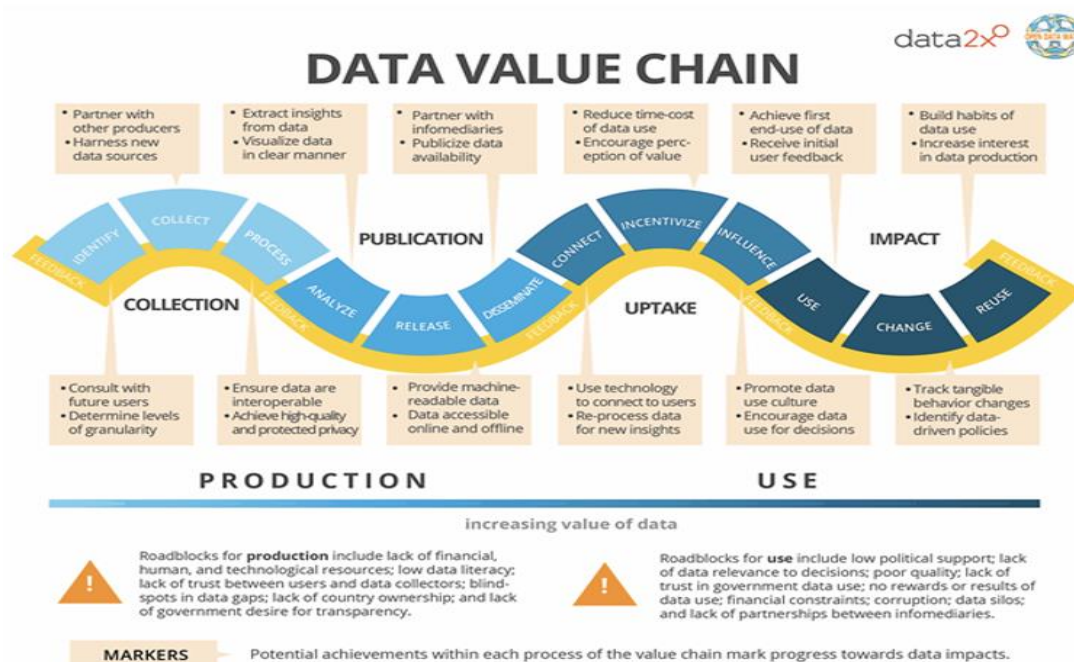 data2x
OPEN DATA WA
DATA VALUE CHAIN
• Partner with
other producers
• Harness new
data sources
• Extract insights
from data
• Visualize data
in clear manner
• Partner with
infomediaries
• Publicize data
availability
• Reduce time-cost
of data use
• Encourage perc-
eption of value
• Achieve first
end-use of data
• Receive initial
user feedback
• Build habits of
data use
• Increase interest
in data production
IDENTIFY
COLLECT
PROCESS
ANALYZE
RELEASE
DISSEMINATE
CONNECT
INCENTIVIZE
INFLUENCE
USE
CHANGE
REUSE
FEEDBACK
FEEDBACK
FEEDBACK
FEEDBACK
FEEDBACK
COLLECTION
PUBLICATION
UPTAKE
IMPACT
• Consult with
future users
• Determine levels
of granularity
• Ensure data are
interoperable
• Achieve high-quality
and protected privacy
• Provide machine-
readable data
• Data accessible
online and offline
• Use technology
to connect to users
• Re-process data
for new insights
• Promote data
use culture
• Encourage data
use for decisions
• Track tangible
behavior changes
• Identify data-
driven policies
PRODUCTION
USE
increasing value of data
!
Roadblocks for production include lack of financial,
human, and technological resources; low data literacy;
lack of trust between users and data collectors; blind-
spots in data gaps; lack of country ownership; and lack
of government desire for transparency.
!
Roadblocks for use include low political support; lack
of data relevance to decisions; poor quality; lack of
trust in government data use; no rewards or results of
data use; financial constraints; corruption; data silos;
and lack of partnerships between infomediaries.
MARKERS
Potential achievements within each process of the value chain mark progress towards data impacts.